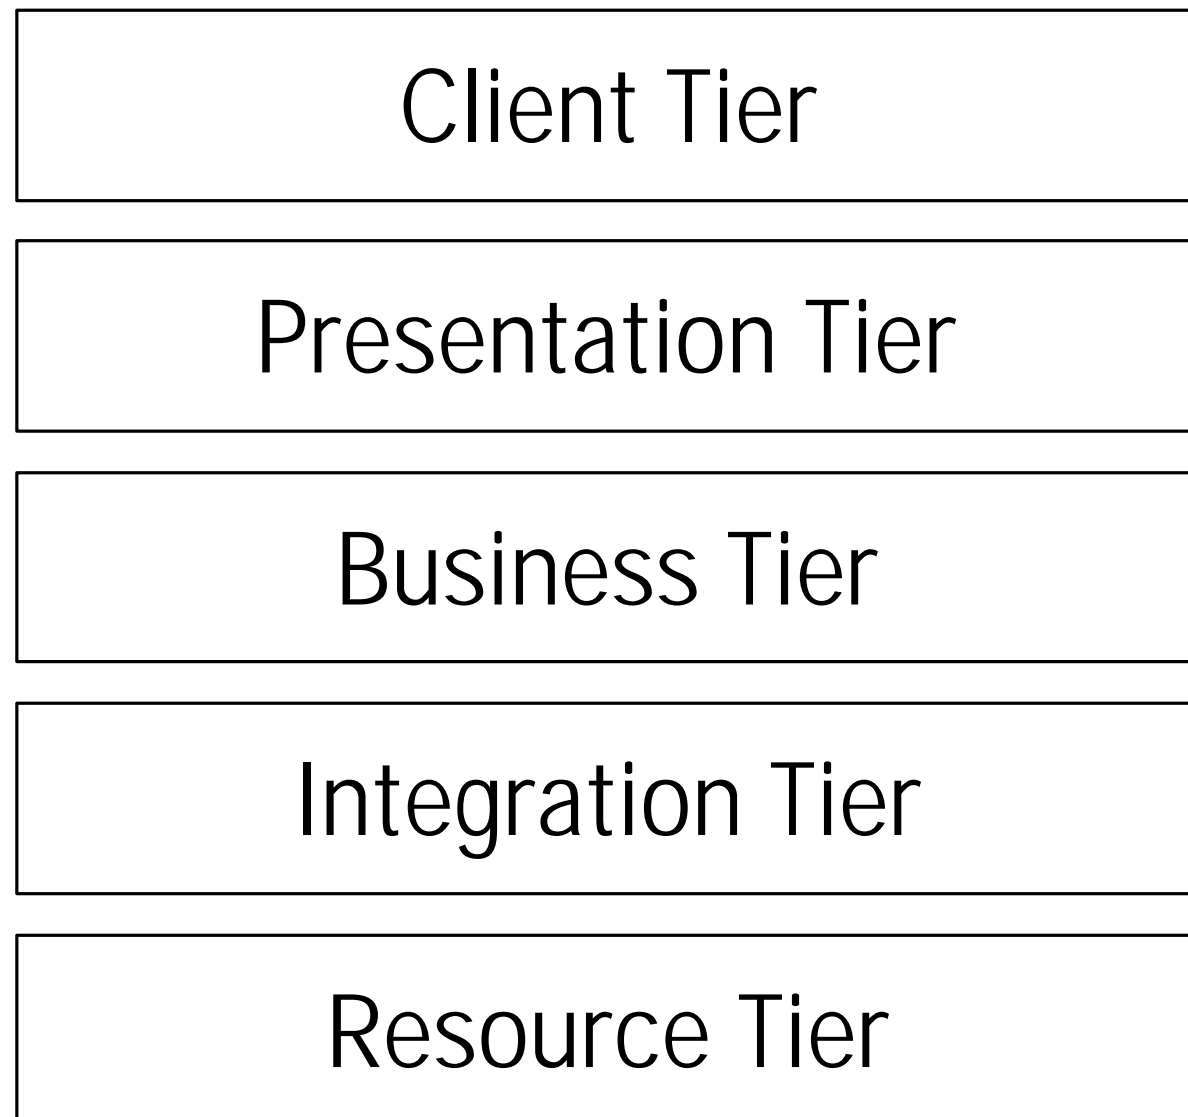 Client Tier
Presentation Tier
Business Tier
Integration Tier
Resource Tier